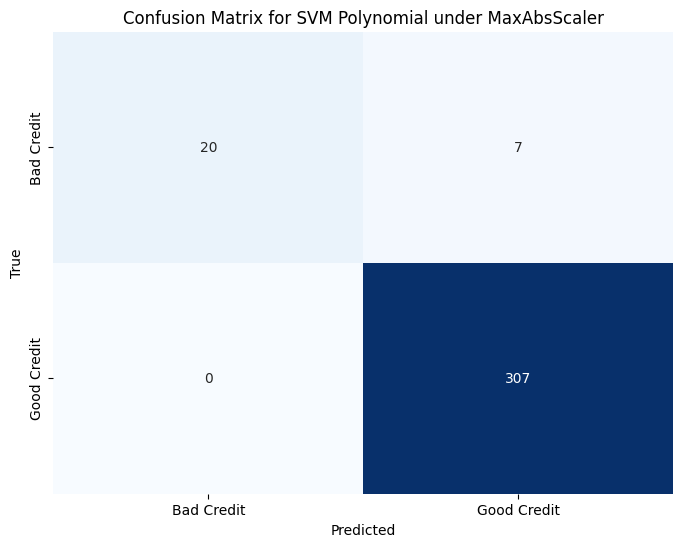 Confusion Matrix for SVM Polynomial under MaxAbsScaler
True
Bad Credit
20
7
Good Credit
0
307
Bad Credit
Good Credit
Predicted